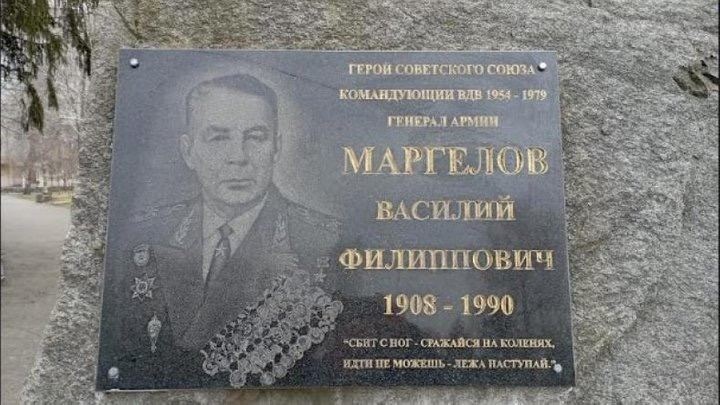 ГЕРОЙ СОВЕТСКОГО СОЮЗА
КОМАНДУЮЩИЙ ВДВ 1954 - 1979
ГЕНЕРАЛ АРМИИ
МАРГЕЛОВ
ВАСИЛИЙ
ФИЛИППОВИЧ
1908 - 1990
"СБИТ С НОГ - СРАЖАЙСЯ НА КОЛЕНЯХ,
ИДТИ НЕ МОЖЕШЬ - ЛЕЖА НАСТУПАЙ."